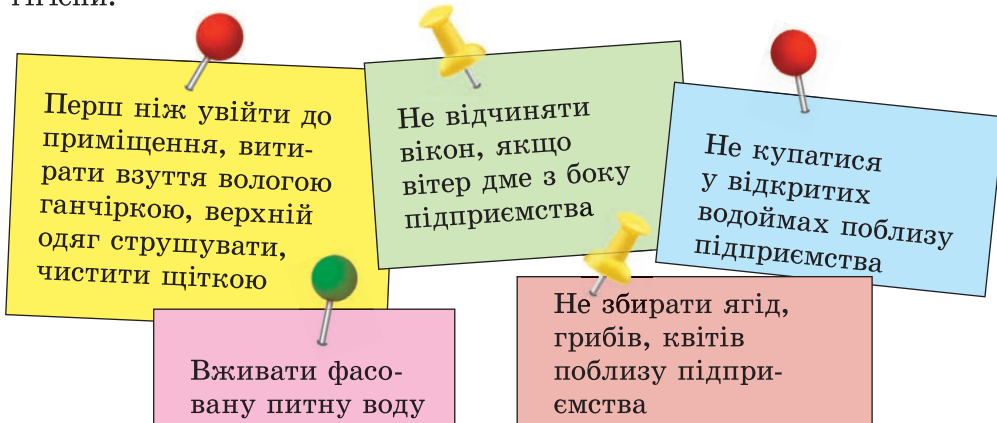 гігієни.
Перш ніж увійти до
приміщення, вити-
рати взуття вологою
ганчіркою, верхній
одяг струшувати,
чистити щіткою
Не відчиняти
вікон, якщо
вітер дме з боку
підприємства
Не купатися
у відкритих
водоймах поблизу
підприємства
Вживати фасо-
вану питну воду
Не збирати ягід,
грибів, квітів
поблизу підпри-
ємства